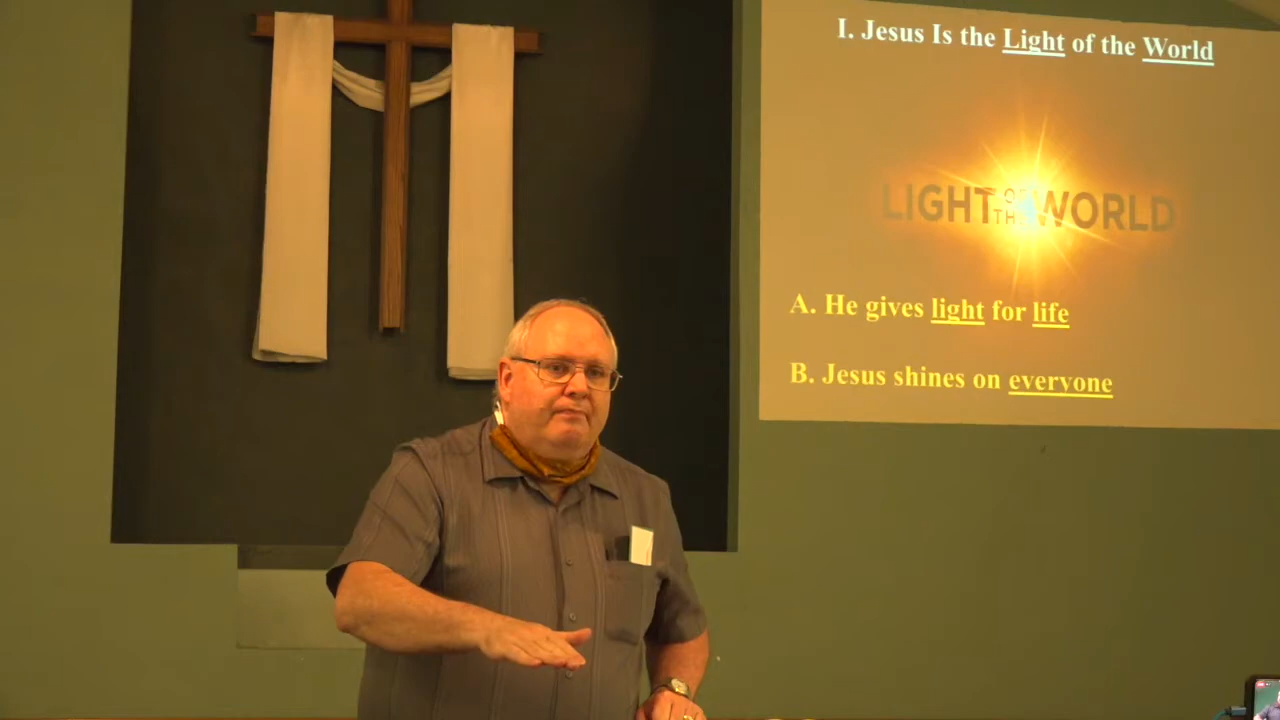 I. Jesus Is the Light of the World
LIGHT OF THE WORLD
A. He gives light for life
B. Jesus shines on everyone